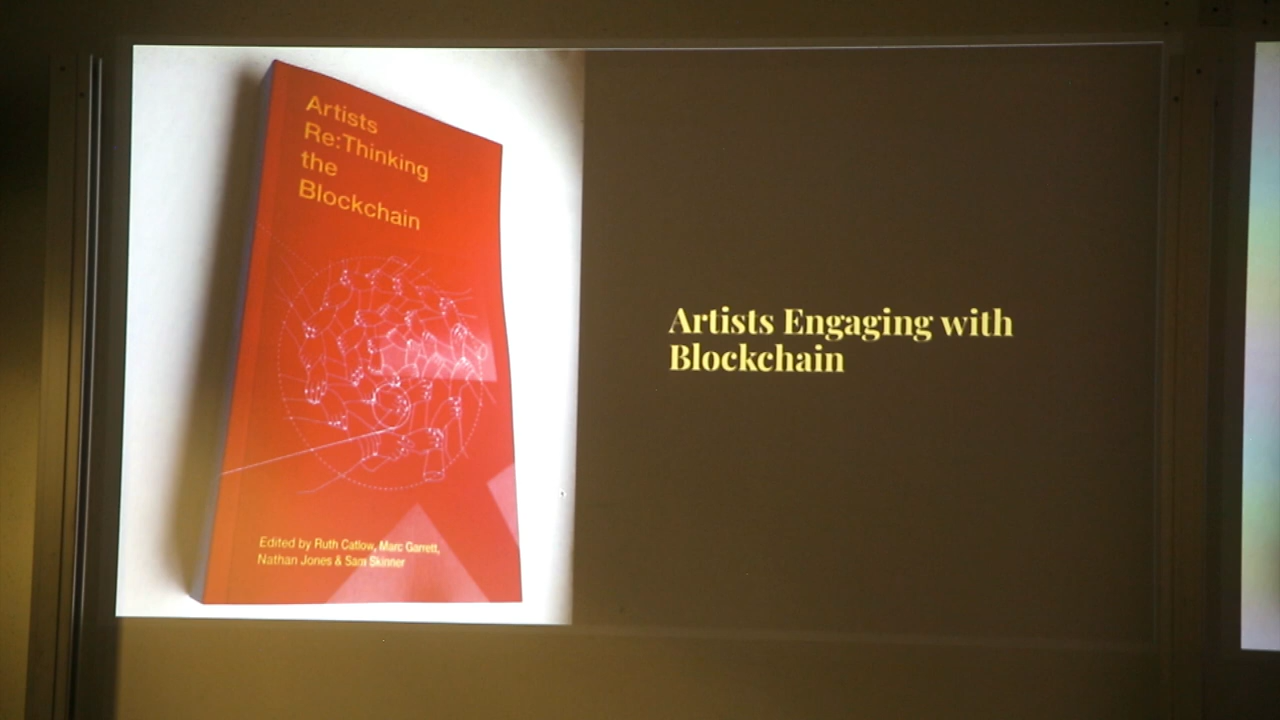 Artists
Re:Thinking
the
Blockchain
Edited by Ruth Catlow, Marc Garrett,
Nathan Jones & Sam Skinner
Artists Engaging with
Blockchain